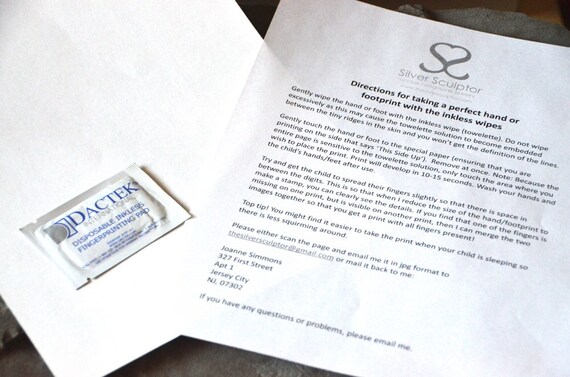 DACTEK
INTERNATIONAL
DISPOSABLE INKLESS
FINGERPRINTING PAD
Silver Sculptor
Directions for taking a perfect hand or
footprint with the inkless wipes
Gently wipe the hand or foot with the inkless wipe (towelette). Do not wipe
excessively as this may cause the towelette solution to become embedded
between the tiny ridges in the skin and you won't get the definition of the lines.
Gently touch the hand or foot to the special paper (ensuring that you are
printing on the side that says 'This Side Up'). Remove at once. Note: Because the
entire page is sensitive to the towelette solution, only touch the area where you
wish to place the print. Print will develop in 10-15 seconds. Wash your hands and
the child's hands/feet after use.
Try and get the child to spread their fingers slightly so that there is space in
between the digits. This is so that when I reduce the size of the hand/footprint to
make a stamp, you can clearly see the details. If you find that one of the fingers is
missing on one print, but is visible on another print, then I can merge the two
images together so that you get a print with all fingers present!
Top tip! You might find it easier to take the print when your child is sleeping so
there is less squirming around.
Please either scan the page and email me it in jpg format to
thesilversculptor@gmail.com or mail it back to me:
Joanne Simmons
327 First Street
Apt 1
Jersey City
NJ, 07302
If you have any questions or problems, please email me.